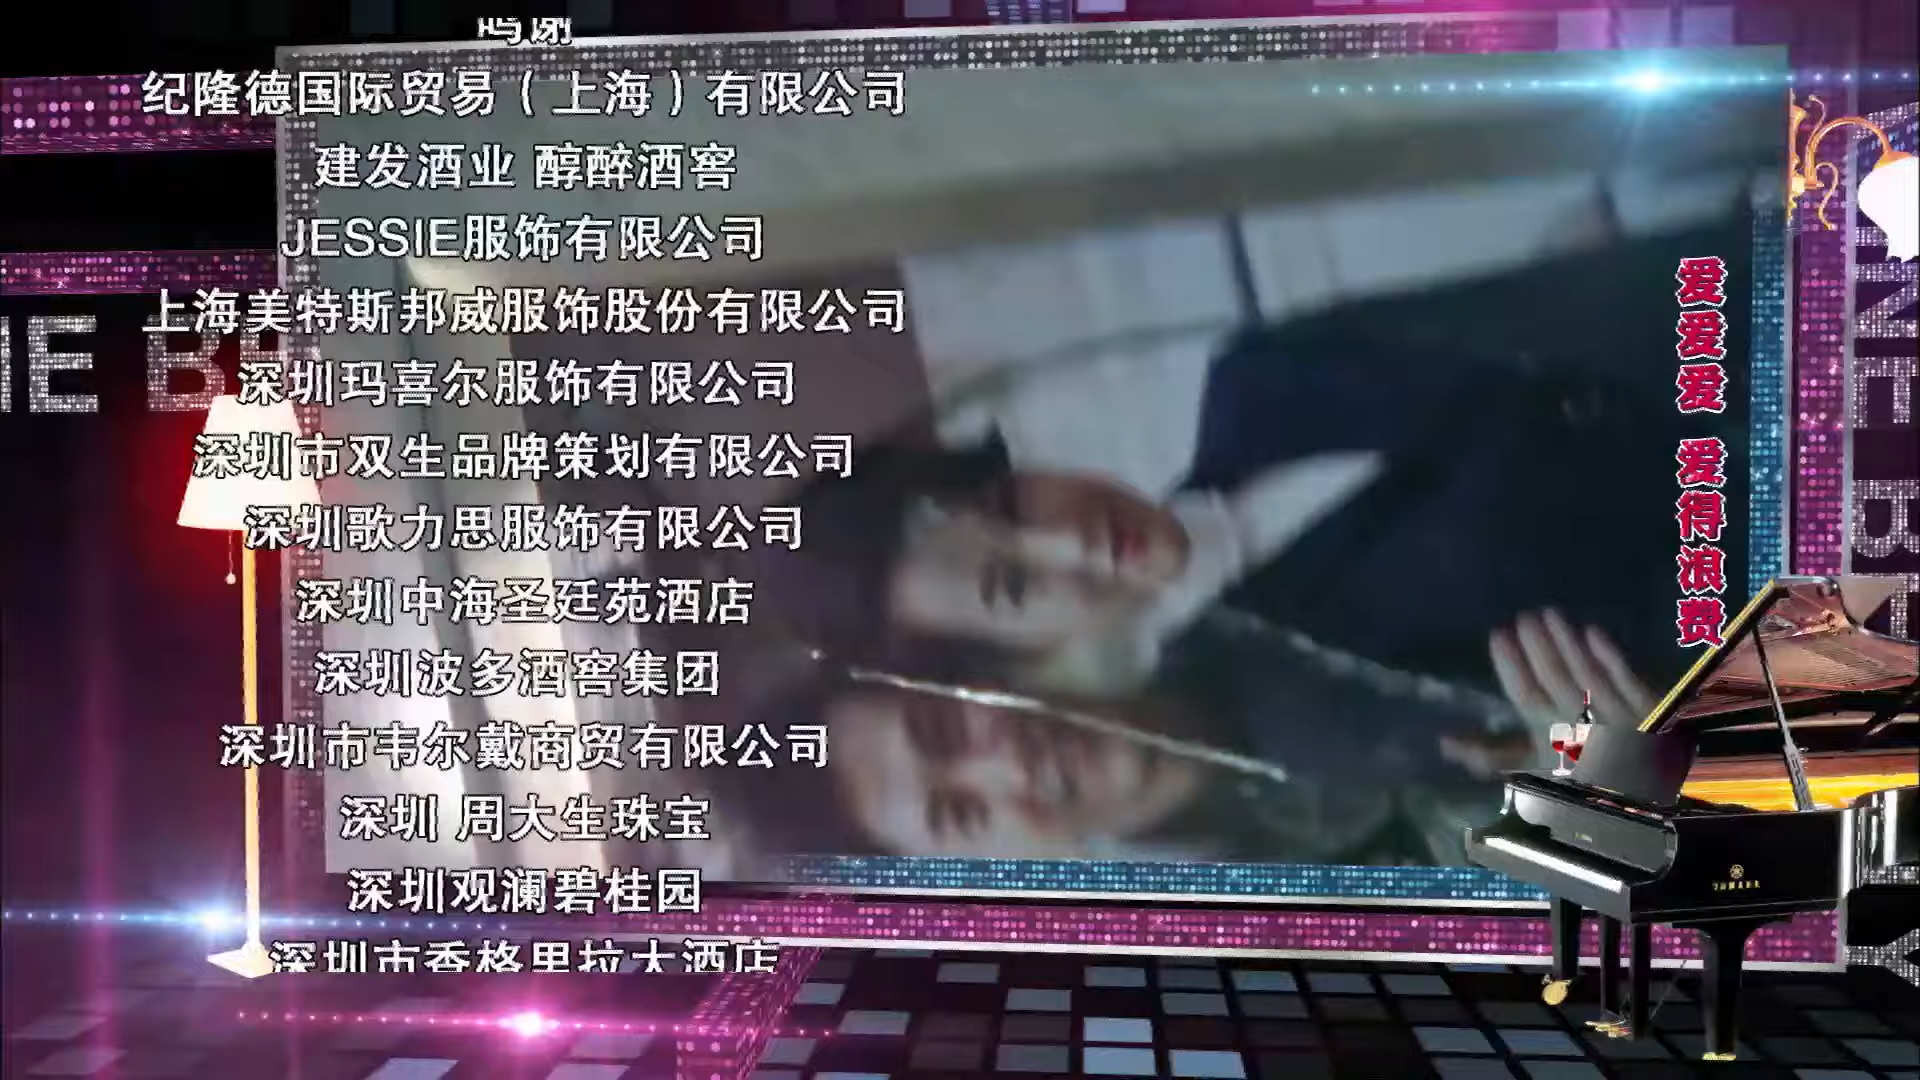 鸣谢
纪隆德国际贸易（上海）有限公司
建发酒业 醇醉酒窖
JESSIE服饰有限公司
上海美特斯邦威服饰股份有限公司
深圳玛喜尔服饰有限公司
深圳市双生品牌策划有限公司
深圳歌力思服饰有限公司
深圳中海圣廷苑酒店
深圳波多酒窖集团
深圳市韦尔戴商贸有限公司
深圳 周大生珠宝
深圳观澜碧桂园
深圳市香格里拉大酒店
爱爱爱 爱得浪费
YAMAHA